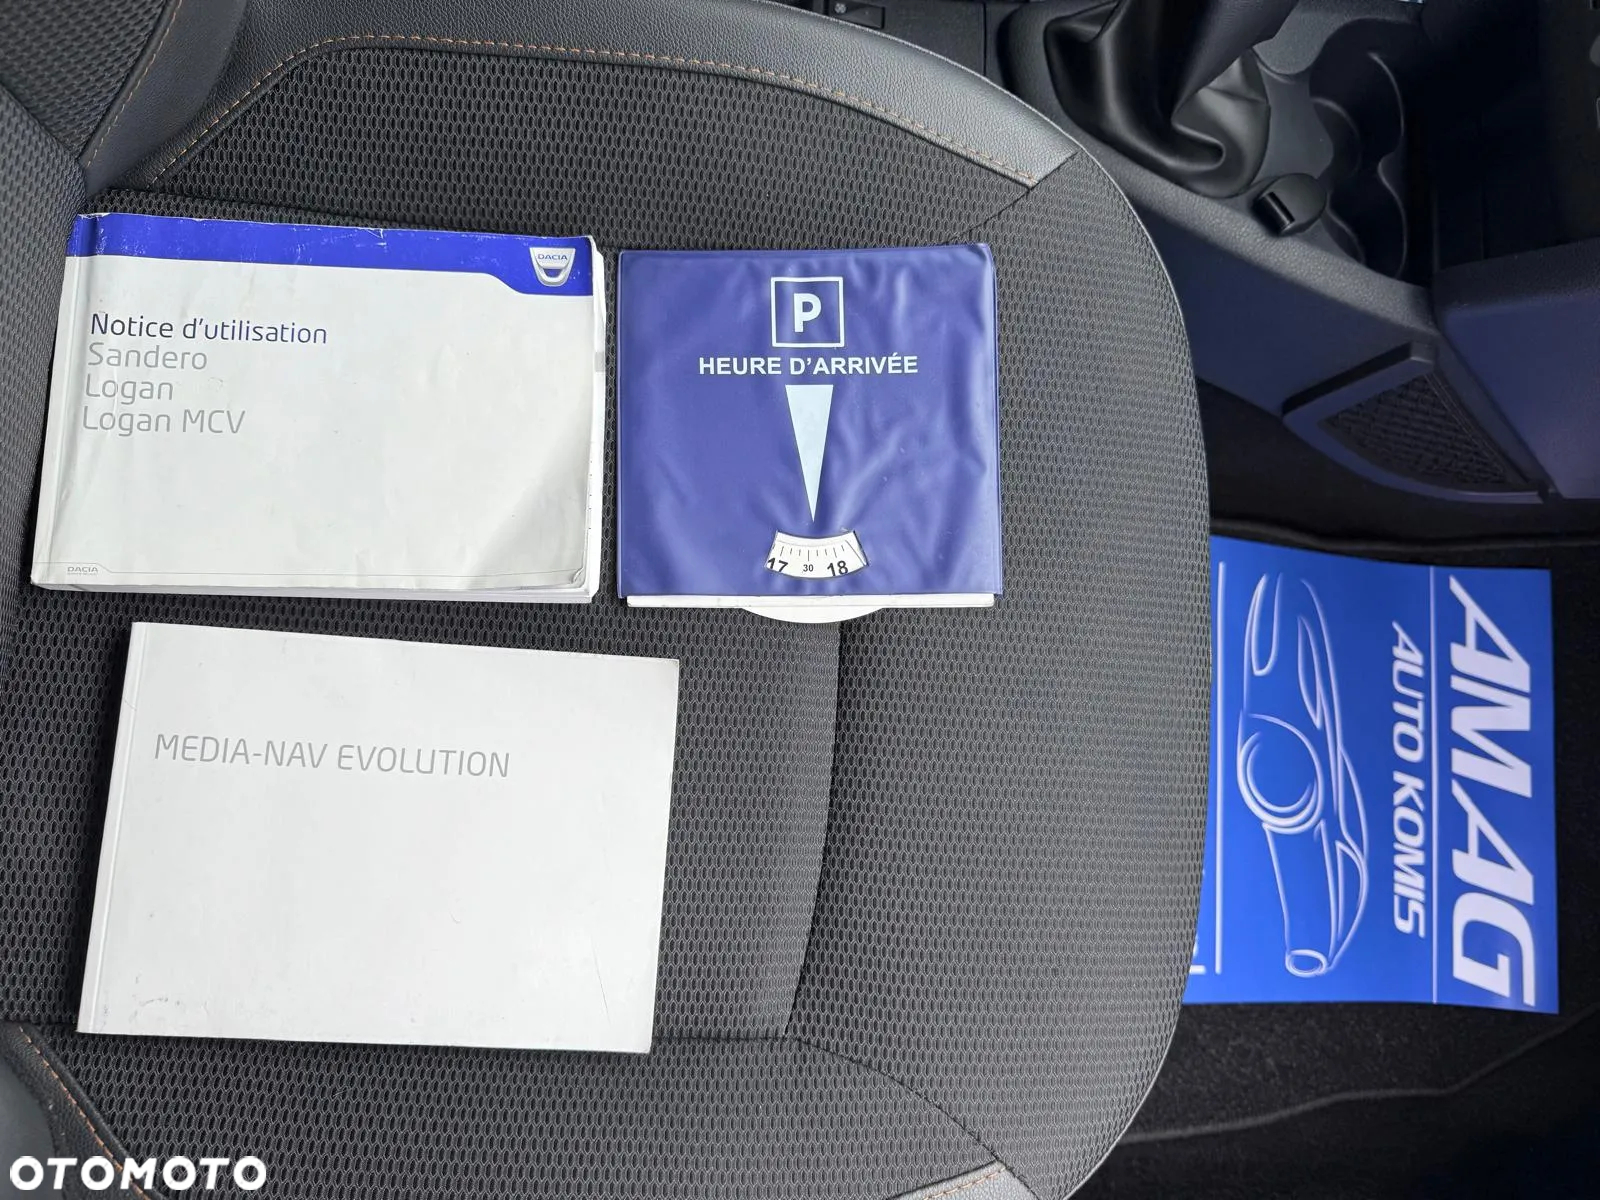 Notice d'utilisation
Sandero
Logan
Logan MCV
DACIA
DACIA
P
HEURE D'ARRIVÉE
17 30 18
MEDIA-NAV EVOLUTION
AMAG
AUTO KOMIS
OTOMOTO